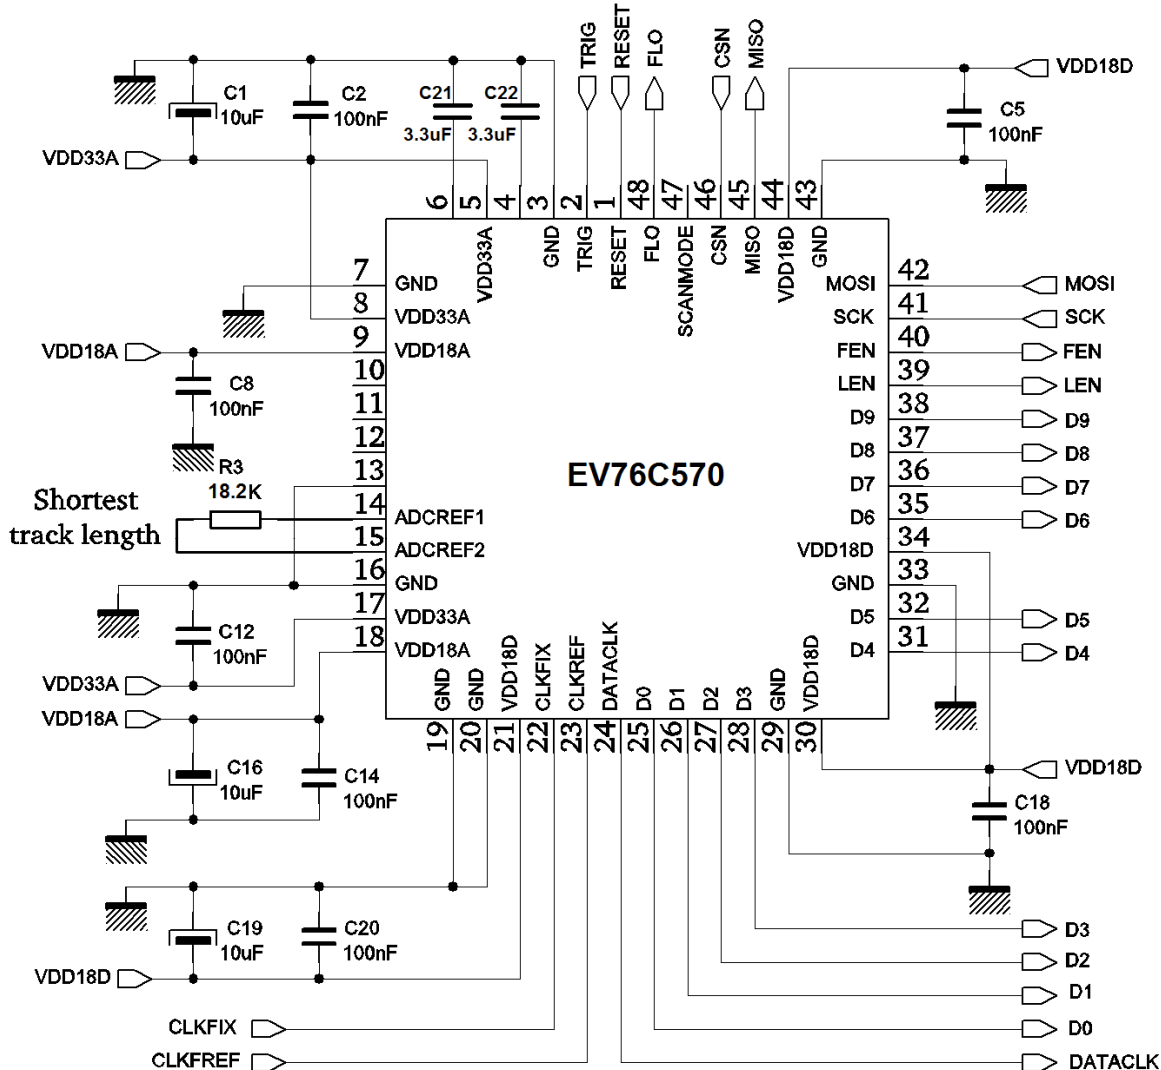 TRIG
RESET
FLO
CSN
MISO
VDD18D
C1
10uF
C2
100nF
C21
3.3uF
C22
3.3uF
C5
100nF
VDD33A
6
5
4
3
2
1
48
47
46
45
44
43
VDD33A
GND
TRIG
RESET
FLO
SCANMODE
CSN
MISO
VDD18D
GND
7
GND
8
VDD33A
VDD18A
9
VDD18A
10
11
12
13
C8
100nF
R3
18.2K
Shortest
track length
14
ADCREF1
15
ADCREF2
16
GND
17
VDD33A
18
VDD18A
EV76C570
MOSI
42
MOSI
SCK
41
SCK
FEN
40
FEN
LEN
39
LEN
D9
38
D9
D8
37
D8
D7
36
D7
D6
35
D6
VDD18D
34
GND
33
D5
32
D5
D4
31
D4
C12
100nF
VDD33A
VDD18A
GND
GND
VDD18D
CLKFIX
CLKREF
DATACLK
D0
D1
D2
D3
GND
VDD18D
19
20
21
22
23
24
25
26
27
28
29
30
C16
10uF
C14
100nF
VDD18D
C18
100nF
C19
10uF
C20
100nF
VDD18D
D3
D2
D1
CLKFIX
D0
CLKFREF
DATACLK